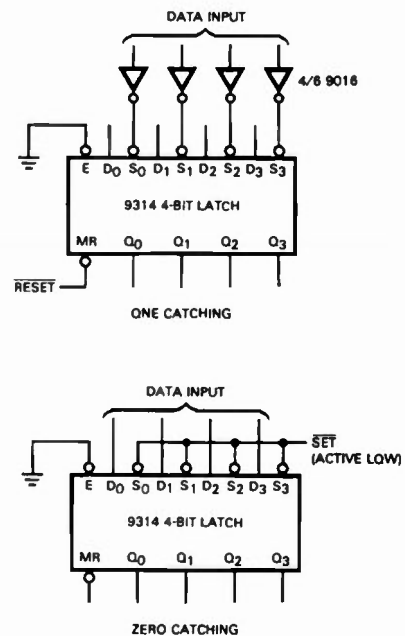 DATA INPUT
4/6 9016
E D0 S0 D1 S1 D2 S2 D3 S3
9314 4-BIT LATCH
MR Q0 Q1 Q2 Q3
RESET
ONE CATCHING
DATA INPUT
SET
(ACTIVE LOW)
E D0 S0 D1 S1 D2 S2 D3 S3
9314 4-BIT LATCH
MR Q0 Q1 Q2 Q3
ZERO CATCHING